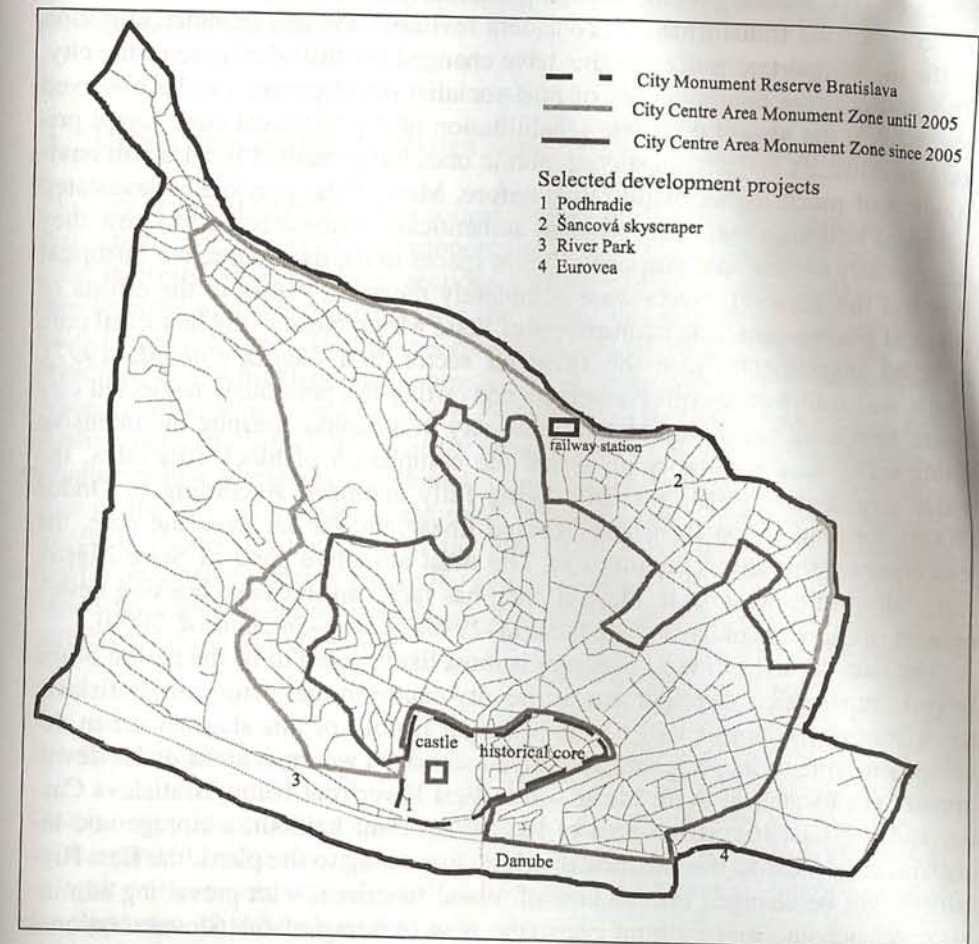 City Monument Reserve Bratislava
City Centre Area Monument Zone until 2005
City Centre Area Monument Zone since 2005
Selected development projects
1 Podhradie
2 Šancová skyscraper
3 River Park
4 Eurovea
railway station
2
castle
historical core
3
1
Danube
4